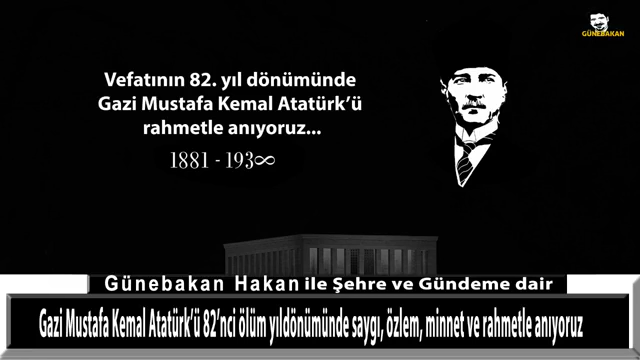 GÜNEBAKAN
Vefatının 82. yıl dönümünde
Gazi Mustafa Kemal Atatürk'ü
rahmetle anıyoruz...
1881 - 193∞
Günebakan Hakan ile Şehre ve Gündeme dair
Gazi Mustafa Kemal Atatürk'ü 82'nci ölüm yıldönümünde saygı, özlem, minnet ve rahmetle anıyoruz